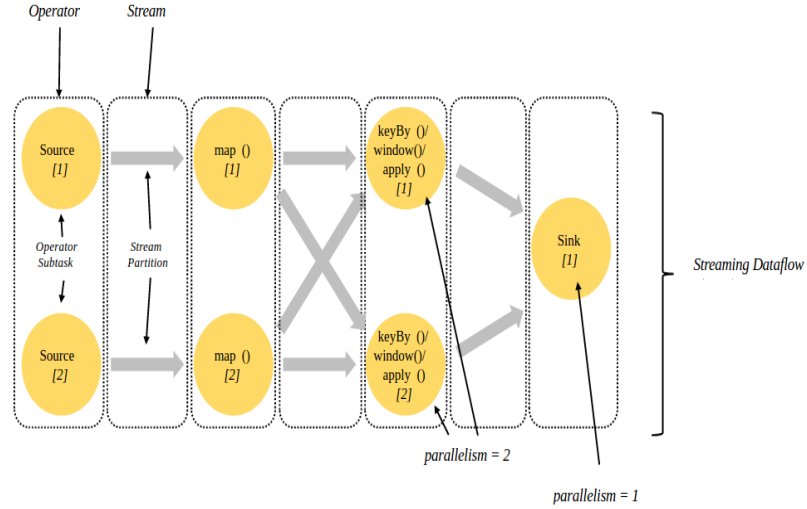 Operator
Stream
Source
[1]
map ()
[1]
keyBy ()/
window()/
apply ()
[1]
Sink
[1]
Operator
Subtask
Stream
Partition
Streaming Dataflow
Source
[2]
map ()
[2]
keyBy ()/
window()/
apply ()
[2]
parallelism = 2
parallelism = 1